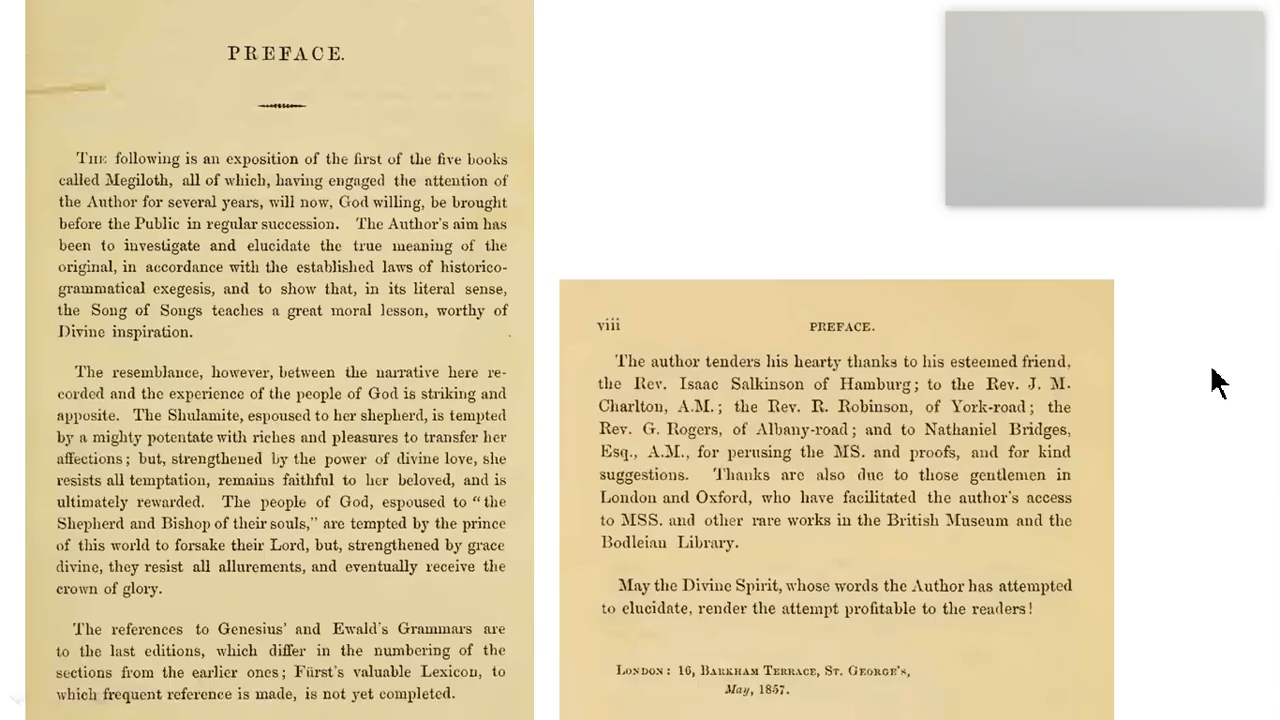 PREFACE.
THE following is an exposition of the first of the five books
called Megiloth, all of which, having engaged the attention of
the Author for several years, will now, God willing, be brought
before the Public in regular succession. The Author's aim has
been to investigate and elucidate the true meaning of the
original, in accordance with the established laws of historico-
grammatical exegesis, and to show that, in its literal sense,
the Song of Songs teaches a great moral lesson, worthy of
Divine inspiration.
The resemblance, however, between the narrative here re-
corded and the experience of the people of God is striking and
apposite. The Shulamite, espoused to her shepherd, is tempted
by a mighty potentate with riches and pleasures to transfer her
affections; but, strengthened by the power of divine love, she
resists all temptation, remains faithful to her beloved, and is
ultimately rewarded. The people of God, espoused to "the
Shepherd and Bishop of their souls," are tempted by the prince
of this world to forsake their Lord, but, strengthened by grace
divine, they resist all allurements, and eventually receive the
crown of glory.
The references to Genesius' and Ewald's Grammars are
to the last editions, which differ in the numbering of the
sections from the earlier ones; Fürst's valuable Lexicon, to
which frequent reference is made, is not yet completed.
viii PREFACE.
The author tenders his hearty thanks to his esteemed friend,
the Rev. Isaac Salkinson of Hamburg; to the Rev. J. M.
Charlton, A.M.; the Rev. R. Robinson, of York-road; the
Rev. G. Rogers, of Albany-road; and to Nathaniel Bridges,
Esq., A.M., for perusing the MS. and proofs, and for kind
suggestions. Thanks are also due to those gentlemen in
London and Oxford, who have facilitated the author's access
to MSS. and other rare works in the British Museum and the
Bodleian Library.
May the Divine Spirit, whose words the Author has attempted
to elucidate, render the attempt profitable to the readers!
LONDON: 16, BARKHAM TERRACE, ST. GEORGE'S,
May, 1857.